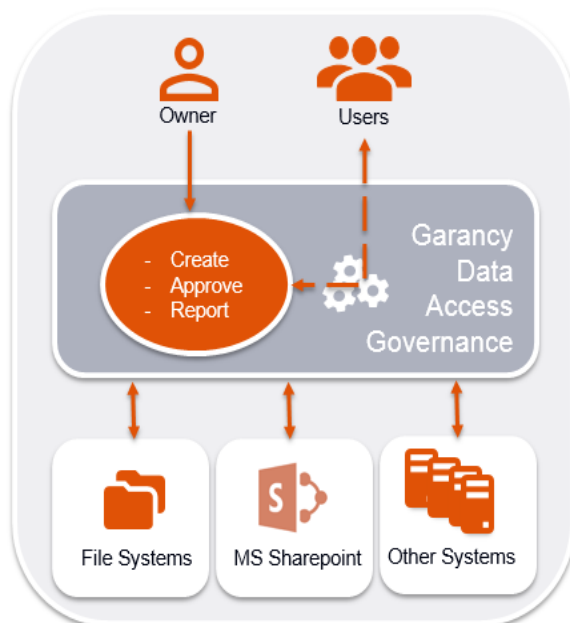 Owner
Users
- Create
- Approve
- Report
Garancy
Data
Access
Governance
S
File Systems
MS Sharepoint
Other Systems